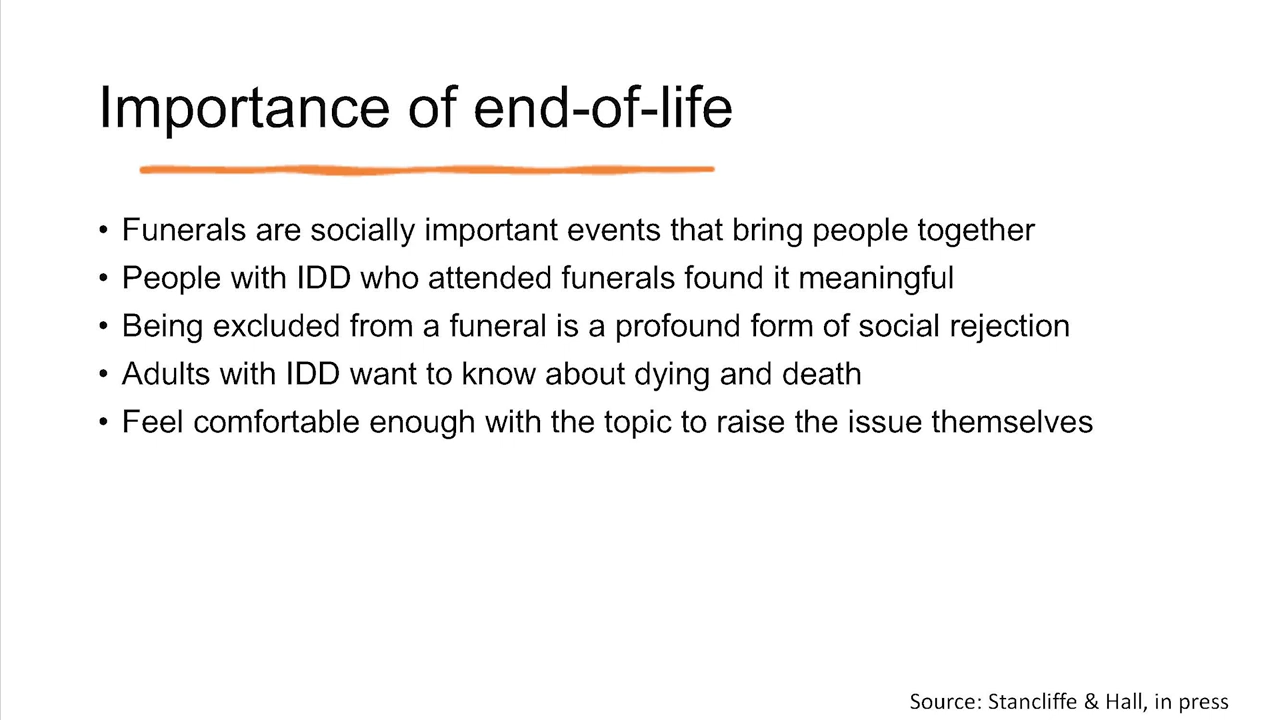 Importance of end-of-life
• Funerals are socially important events that bring people together
• People with IDD who attended funerals found it meaningful
• Being excluded from a funeral is a profound form of social rejection
• Adults with IDD want to know about dying and death
• Feel comfortable enough with the topic to raise the issue themselves
Source: Stancliffe & Hall, in press